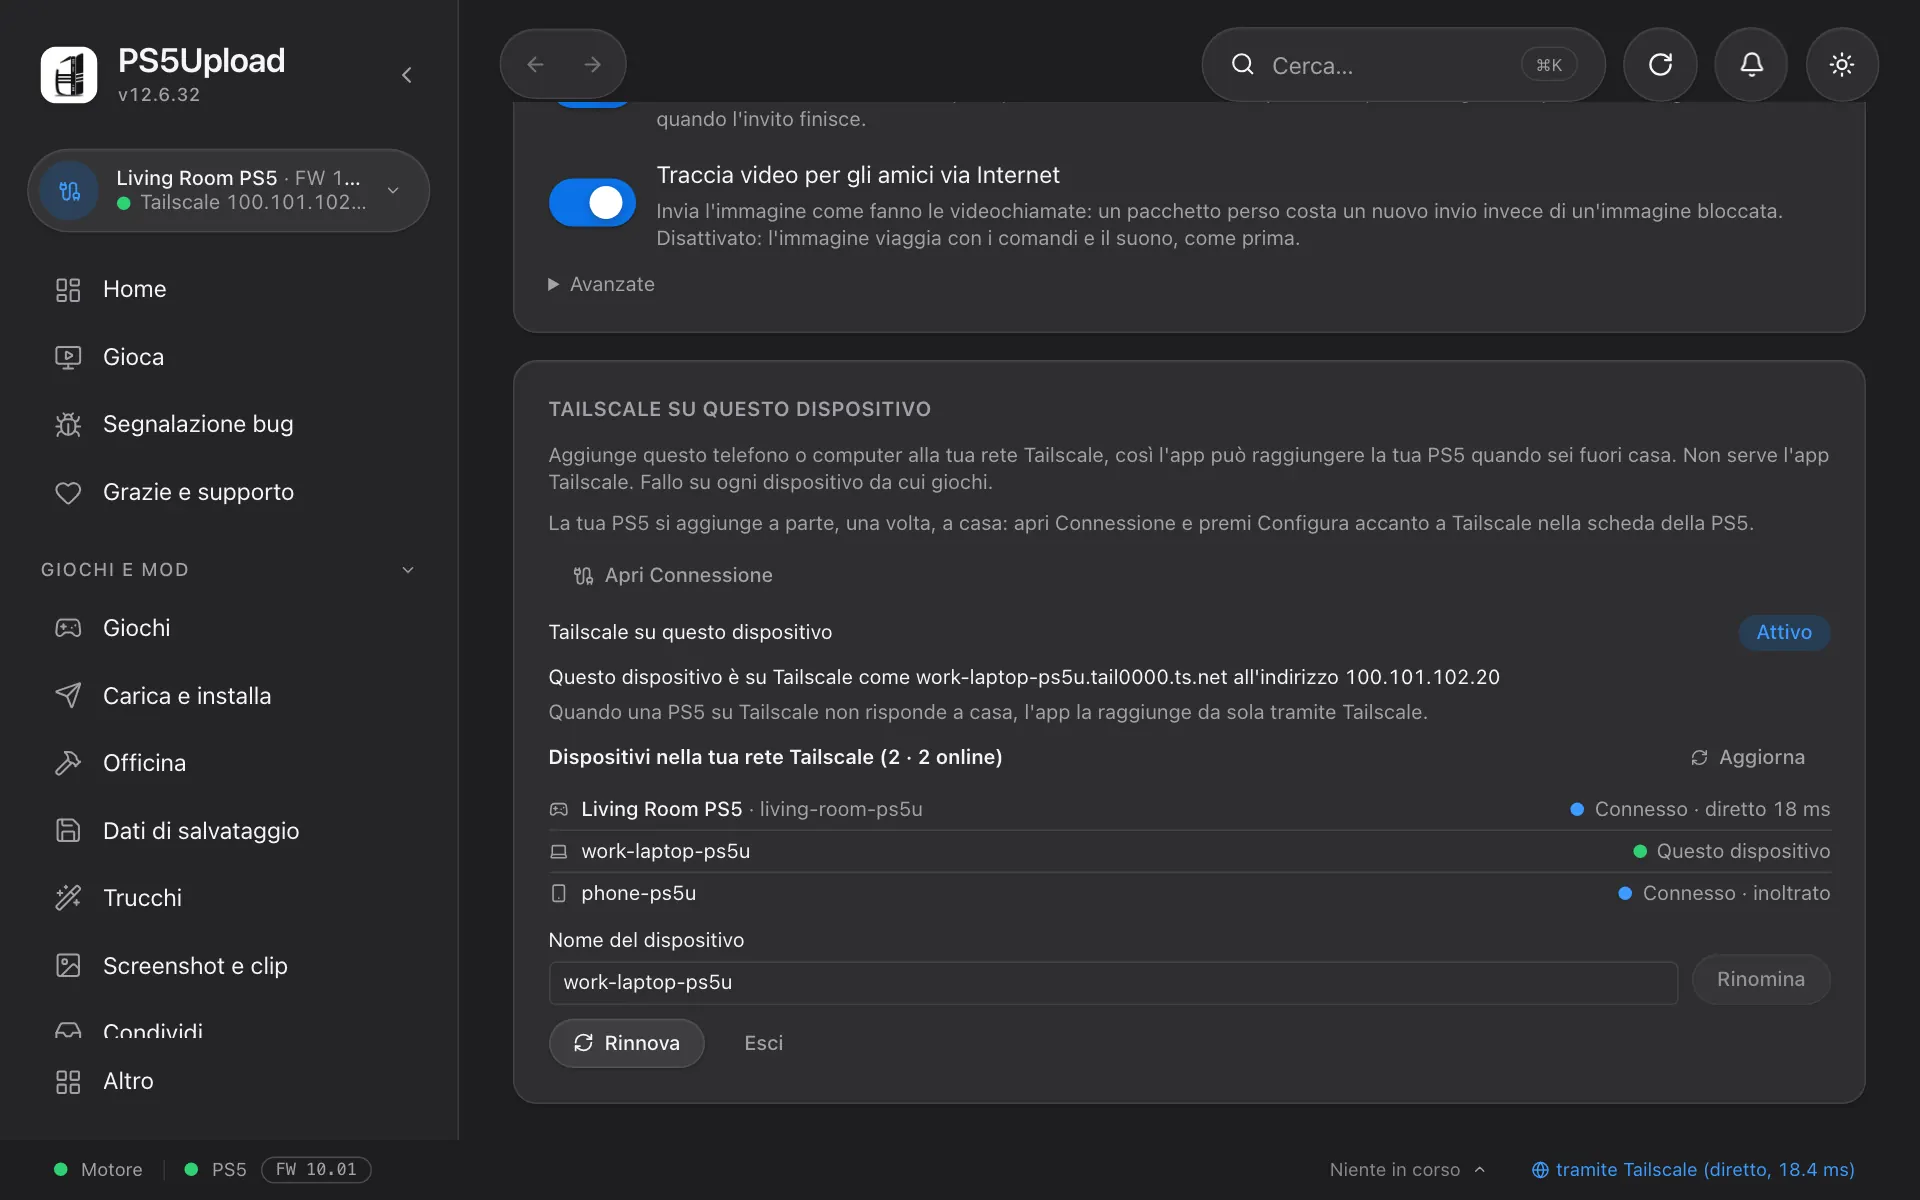 PS5Upload
v12.6.32
Living Room PS5 · FW 1...
Tailscale 100.101.102...
Home
Gioca
Segnalazione bug
Grazie e supporto
GIOCHI E MOD
Giochi
Carica e installa
Officina
Dati di salvataggio
Trucchi
Screenshot e clip
Condividi
Altro
Cerca...
⌘K
quando l'invito finisce.
Traccia video per gli amici via Internet
Invia l'immagine come fanno le videochiamate: un pacchetto perso costa un nuovo invio invece di un'immagine bloccata.
Disattivato: l'immagine viaggia con i comandi e il suono, come prima.
Avanzate
TAILSCALE SU QUESTO DISPOSITIVO
Aggiunge questo telefono o computer alla tua rete Tailscale, così l'app può raggiungere la tua PS5 quando sei fuori casa. Non serve l'app
Tailscale. Fallo su ogni dispositivo da cui giochi.
La tua PS5 si aggiunge a parte, una volta, a casa: apri Connessione e premi Configura accanto a Tailscale nella scheda della PS5.
Apri Connessione
Tailscale su questo dispositivo
Attivo
Questo dispositivo è su Tailscale come work-laptop-ps5u.tail0000.ts.net all'indirizzo 100.101.102.20
Quando una PS5 su Tailscale non risponde a casa, l'app la raggiunge da sola tramite Tailscale.
Dispositivi nella tua rete Tailscale (2 · 2 online)
Aggiorna
Living Room PS5 · living-room-ps5u
Connesso · diretto 18 ms
work-laptop-ps5u
Questo dispositivo
phone-ps5u
Connesso · inoltrato
Nome del dispositivo
work-laptop-ps5u
Rinomina
Rinnova
Esci
Motore
PS5
FW 10.01
Niente in corso
tramite Tailscale (diretto, 18.4 ms)